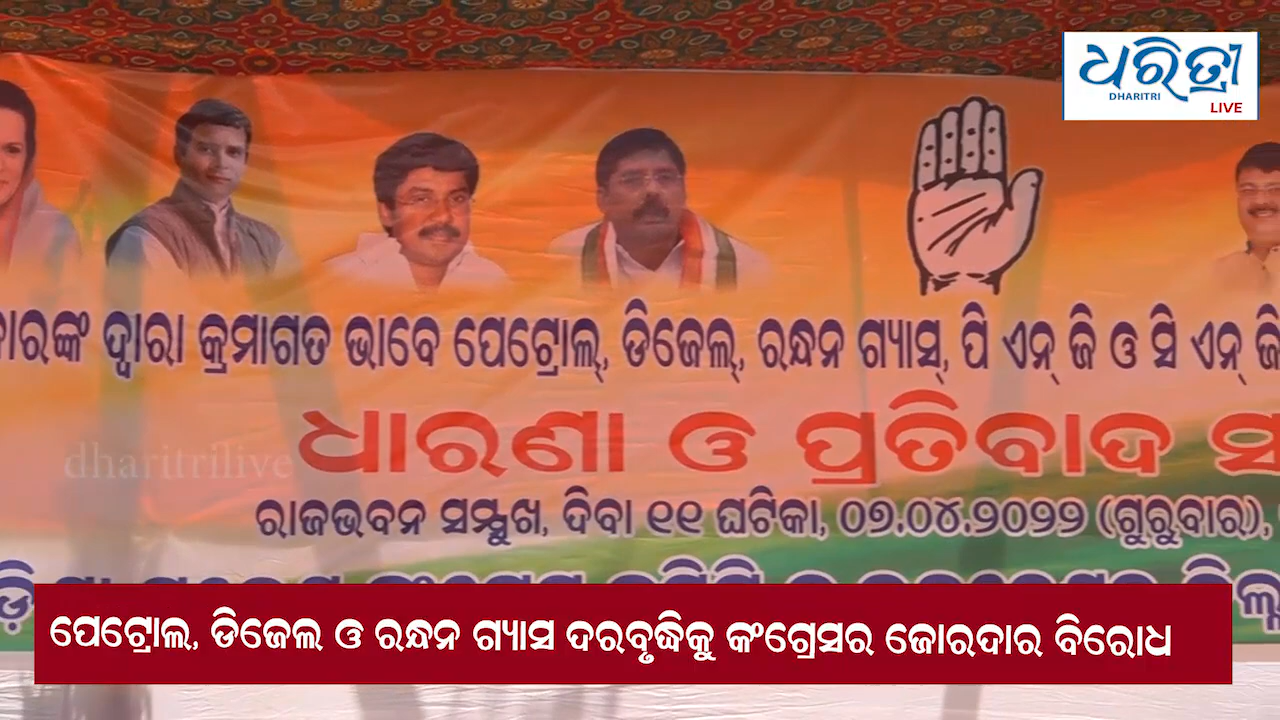 ଧରିତ୍ରୀ
DHARITRI
LIVE
ଦ୍ୱାରା କ୍ରମାଗତ ଭାବେ ପେଟ୍ରୋଲ୍, ଡିଜେଲ୍, ରନ୍ଧନ ଗ୍ୟାସ୍, ପି ଏନ୍ ଜି ଓ ସି ଏନ୍ ଜି
ଧାରଣା ଓ ପ୍ରତିବାଦ
dharitrilive
ରାଜଭବନ ସମ୍ମୁଖ, ଦିବା ୧୧ ଘଟିକା, ୦୭.୦୪.୨୦୨୨ (ଗୁରୁବାର),
ପେଟ୍ରୋଲ, ଡିଜେଲ ଓ ରନ୍ଧନ ଗ୍ୟାସ ଦରବୃଦ୍ଧିକୁ କଂଗ୍ରେସର ଜୋରଦାର ବିରୋଧ